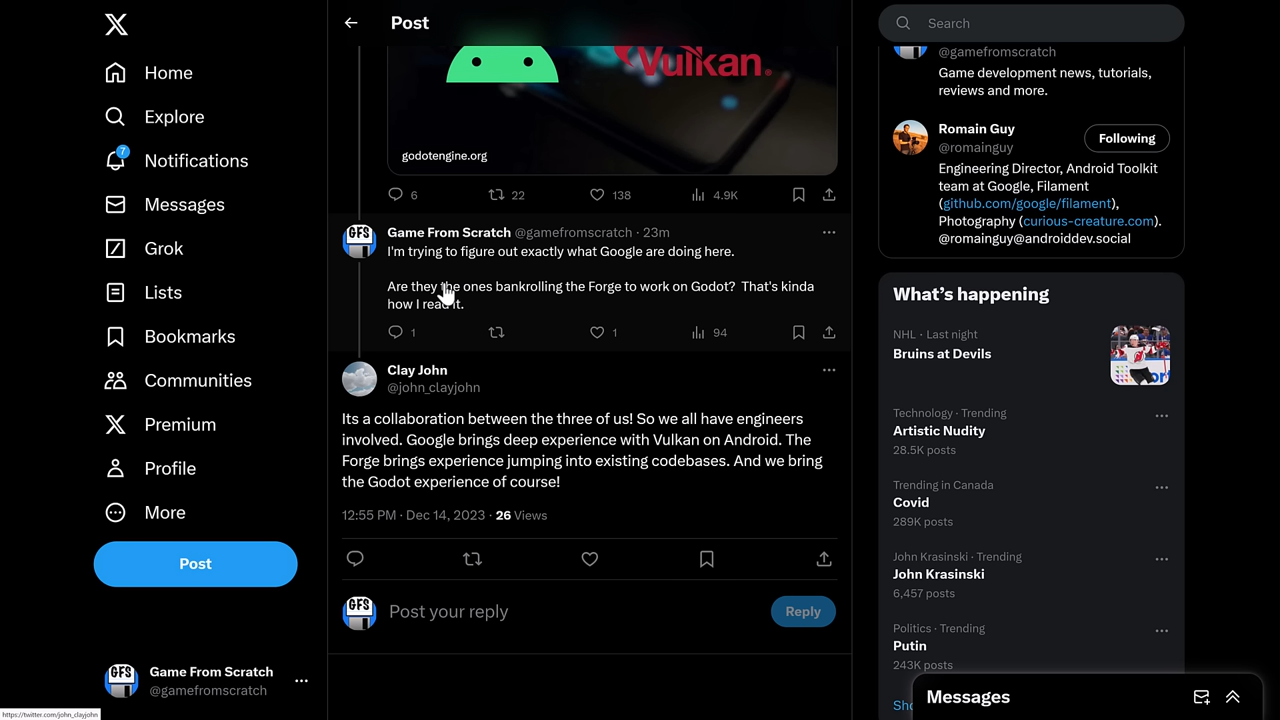 Home
Explore
7
Notifications
Messages
Grok
Lists
Bookmarks
Communities
Premium
Profile
More
Post
GFS
Game From Scratch
@gamefromscratch
https://twitter.com/john_clayjohn
Post
Vulkan.
godotengine.org
6
22
138
4.9K
GFS
Game From Scratch @gamefromscratch · 23m
I'm trying to figure out exactly what Google are doing here.
Are they the ones bankrolling the Forge to work on Godot?  That's kinda
how I read it.
1
1
94
Clay John
@john_clayjohn
Its a collaboration between the three of us! So we all have engineers
involved. Google brings deep experience with Vulkan on Android. The
Forge brings experience jumping into existing codebases. And we bring
the Godot experience of course!
12:55 PM · Dec 14, 2023 · 26 Views
GFS
Post your reply
Reply
Search
@gamefromscratch
Game development news, tutorials,
reviews and more.
Romain Guy
@romainguy
Following
Engineering Director, Android Toolkit
team at Google, Filament
(github.com/google/filament),
Photography (curious-creature.com).
@romainguy@androiddev.social
What's happening
NHL · Last night
Bruins at Devils
Technology · Trending
Artistic Nudity
28.5K posts
Trending in Canada
Covid
289K posts
John Krasinski · Trending
John Krasinski
6,457 posts
Politics · Trending
Putin
243K posts
Messages